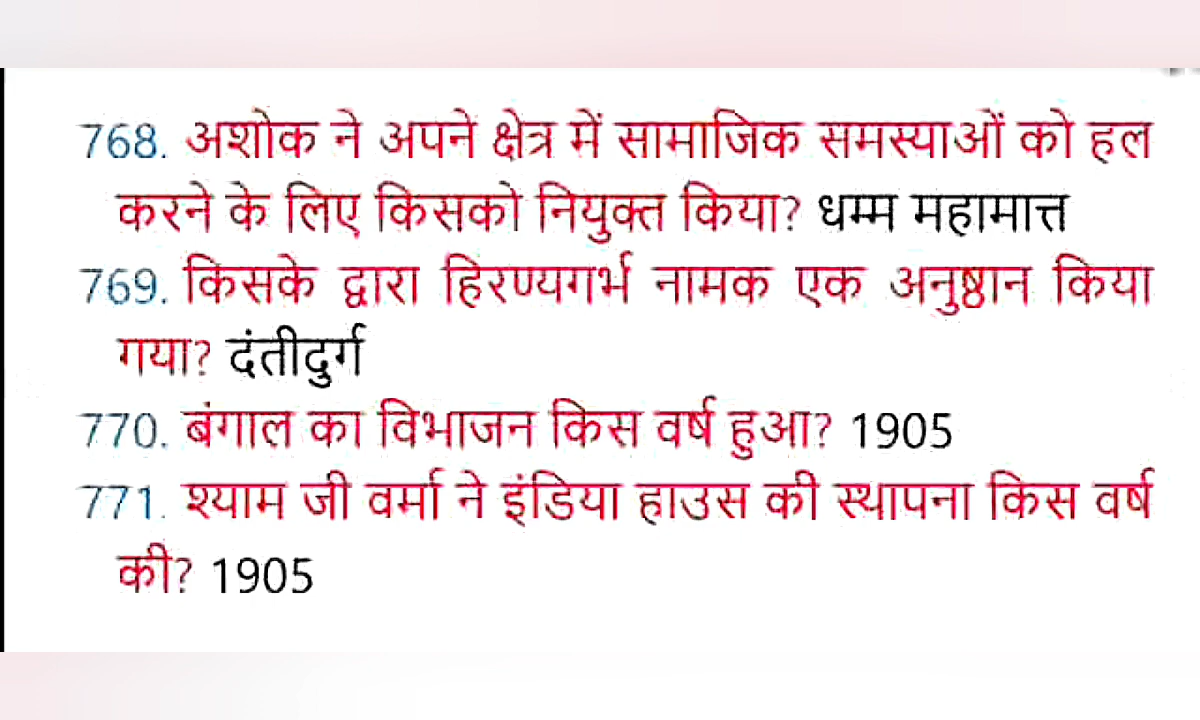 768. अशोक ने अपने क्षेत्र में सामाजिक समस्याओं को हल
करने के लिए किसको नियुक्त किया? धम्म महामात्त
769. किसके द्वारा हिरण्यगर्भ नामक एक अनुष्ठान किया
गया? दंतीदुर्ग
770. बंगाल का विभाजन किस वर्ष हुआ? 1905
771. श्याम जी वर्मा ने इंडिया हाउस की स्थापना किस वर्ष
की? 1905